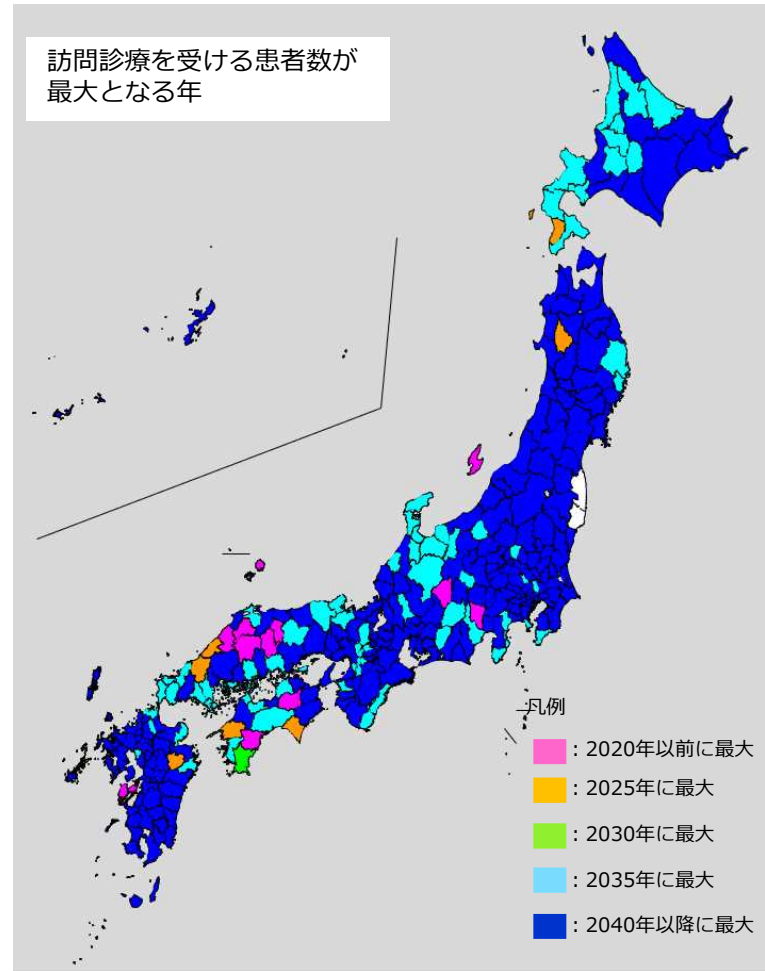 訪問診療を受ける患者数が
最大となる年
凡例
：2020年以前に最大
：2025年に最大
：2030年に最大
：2035年に最大
：2040年以降に最大